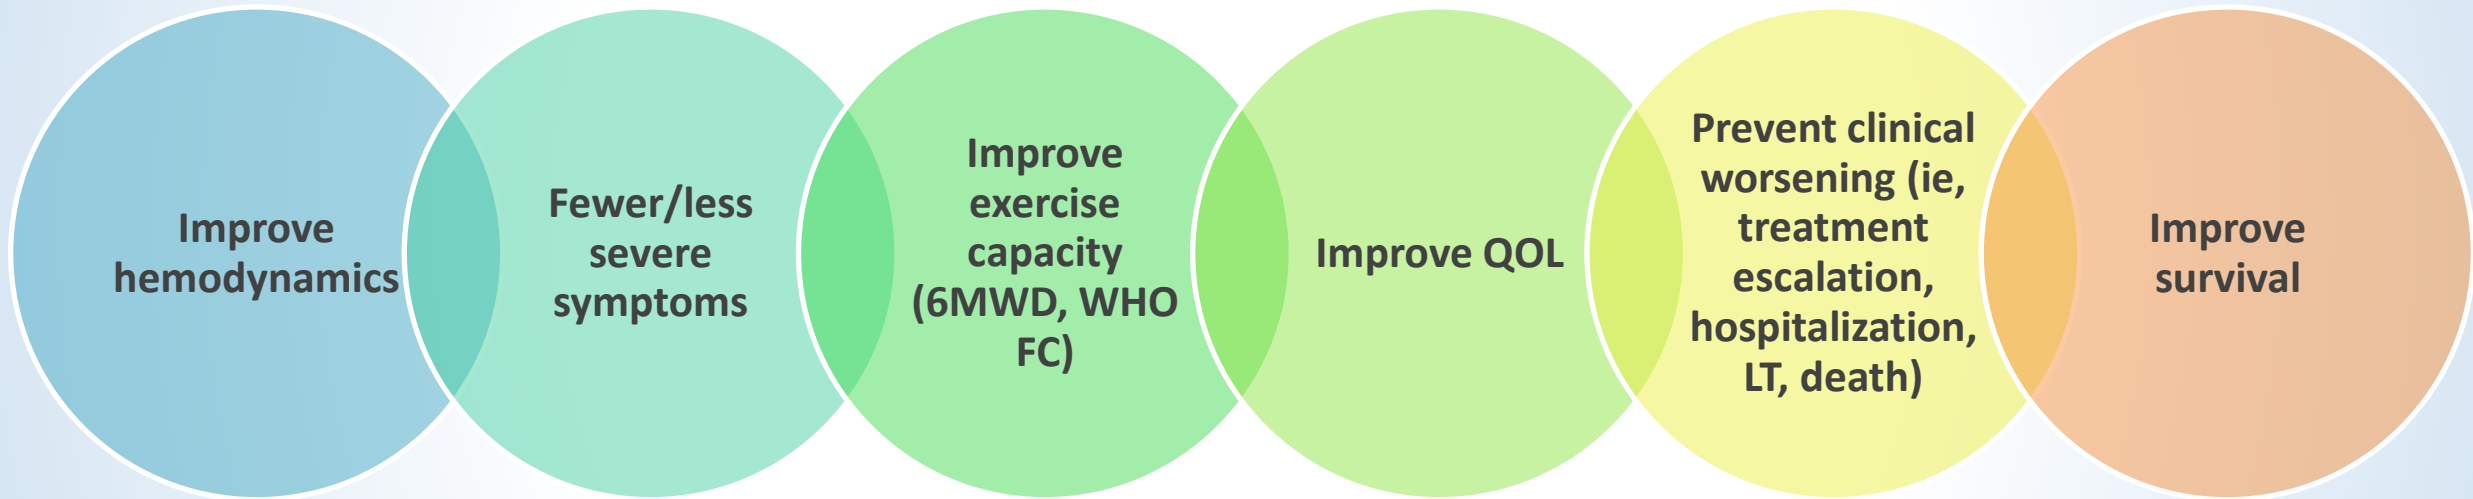 Improve
hemodynamics
Fewer/less
severe
symptoms
Improve
exercise
capacity
(6MWD, WHO
FC)
Improve QOL
Prevent clinical
worsening (ie,
treatment
escalation,
hospitalization,
LT, death)
Improve
survival